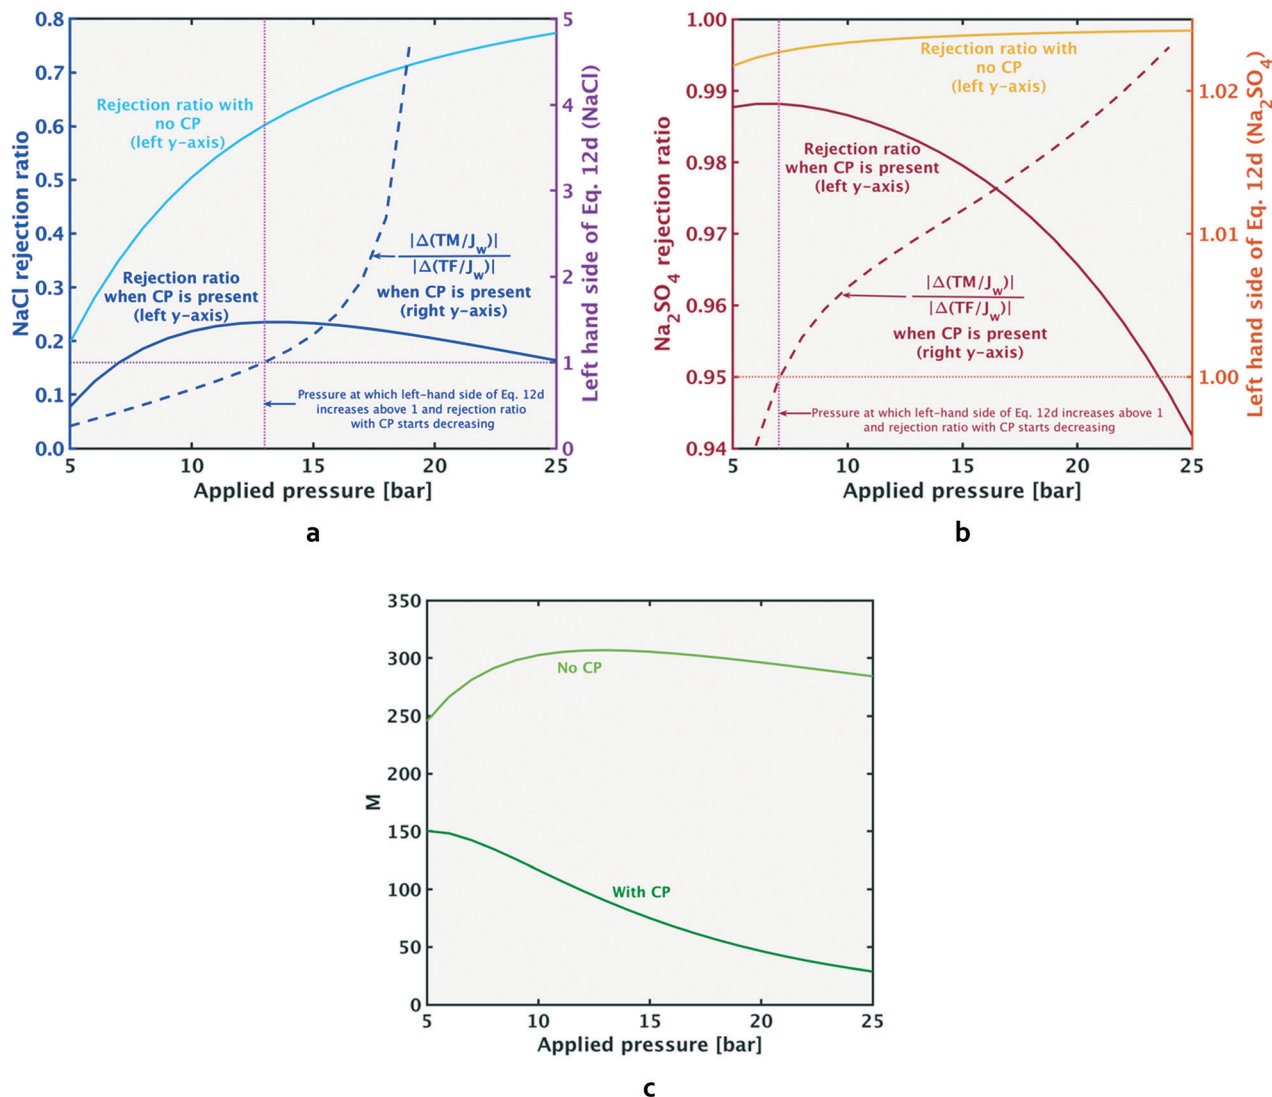 0.8
0.7
0.6
0.5
0.4
0.3
0.2
0.1
0.0
NaCl rejection ratio
Rejection ratio with
no CP
(left y-axis)
Rejection ratio
when CP is present
(left y-axis)
|Δ(TM/J_w)|
|Δ(TF/J_w)|
when CP is present
(right y-axis)
Pressure at which left-hand side of Eq. 12d
increases above 1 and rejection ratio
with CP starts decreasing
5
4
3
2
1
0
Left hand side of Eq. 12d (NaCl)
5 10 15 20 25
Applied pressure [bar]
a
1.00
0.99
0.98
0.97
0.96
0.95
0.94
Na₂SO₄ rejection ratio
Rejection ratio with
no CP
(left y-axis)
Rejection ratio
when CP is present
(left y-axis)
|Δ(TM/J_w)|
|Δ(TF/J_w)|
when CP is present
(right y-axis)
Pressure at which left-hand side of Eq. 12d increases above 1
and rejection ratio with CP starts decreasing
1.02
1.01
1.00
Left hand side of Eq. 12d (Na₂SO₄)
5 10 15 20 25
Applied pressure [bar]
b
350
300
250
200
150
100
50
0
M
No CP
With CP
5 10 15 20 25
Applied pressure [bar]
c